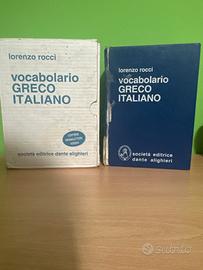 lorenzo rocci
vocabolario
GRECO
ITALIANO
società editrice dante alighieri
lorenzo rocci
vocabolario
GRECO
ITALIANO
società editrice
dante alighieri
subito